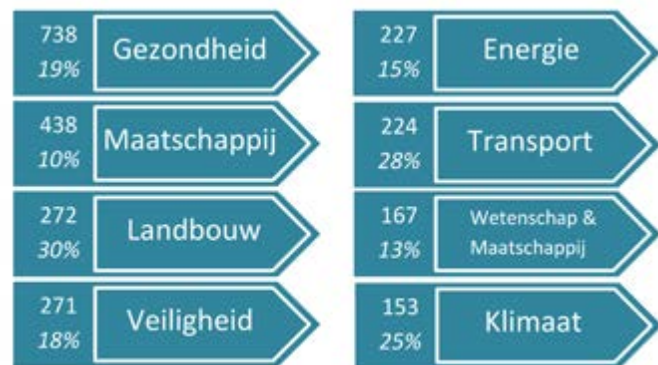 738
19%
Gezondheid
438
10%
Maatschappij
272
30%
Landbouw
271
18%
Veiligheid
227
15%
Energie
224
28%
Transport
167
13%
Wetenschap &
Maatschappij
153
25%
Klimaat